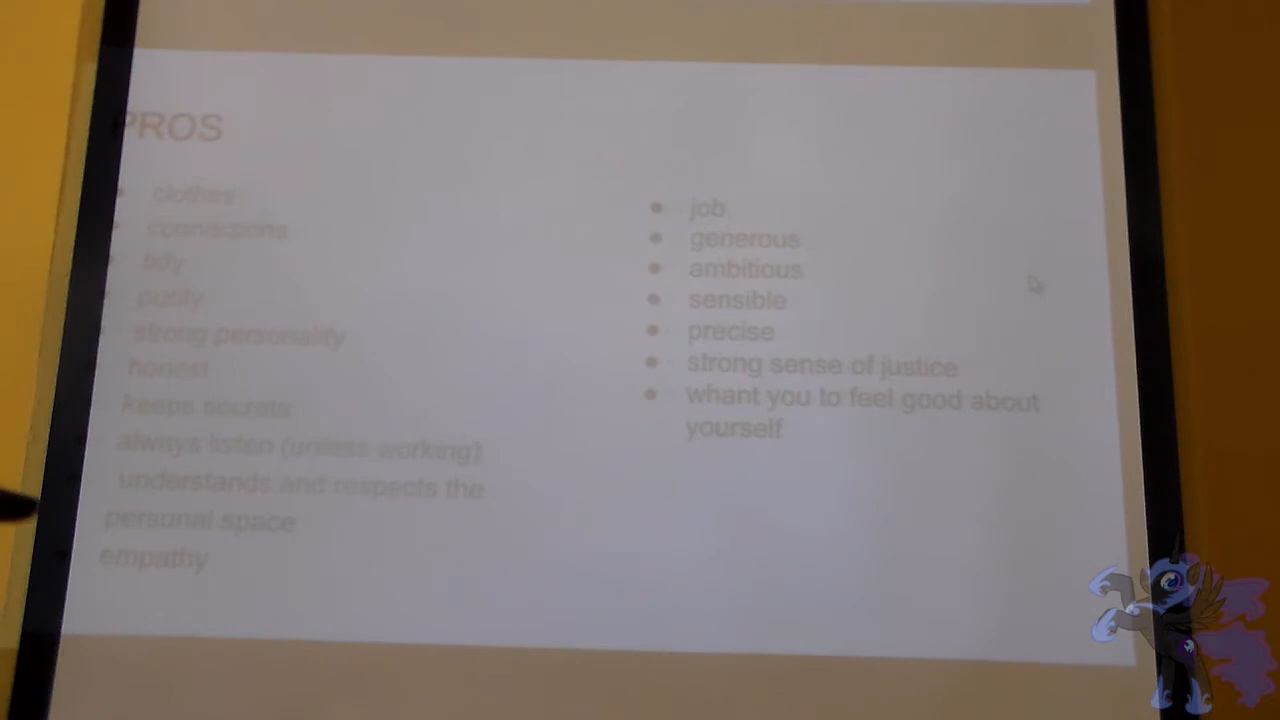 PROS
clothes
connections
tidy
purity
strong personality
honest
keeps secrets
always listen (unless working)
understands and respects the
personal space
empathy
job
generous
ambitious
sensible
precise
strong sense of justice
whant you to feel good about
yourself